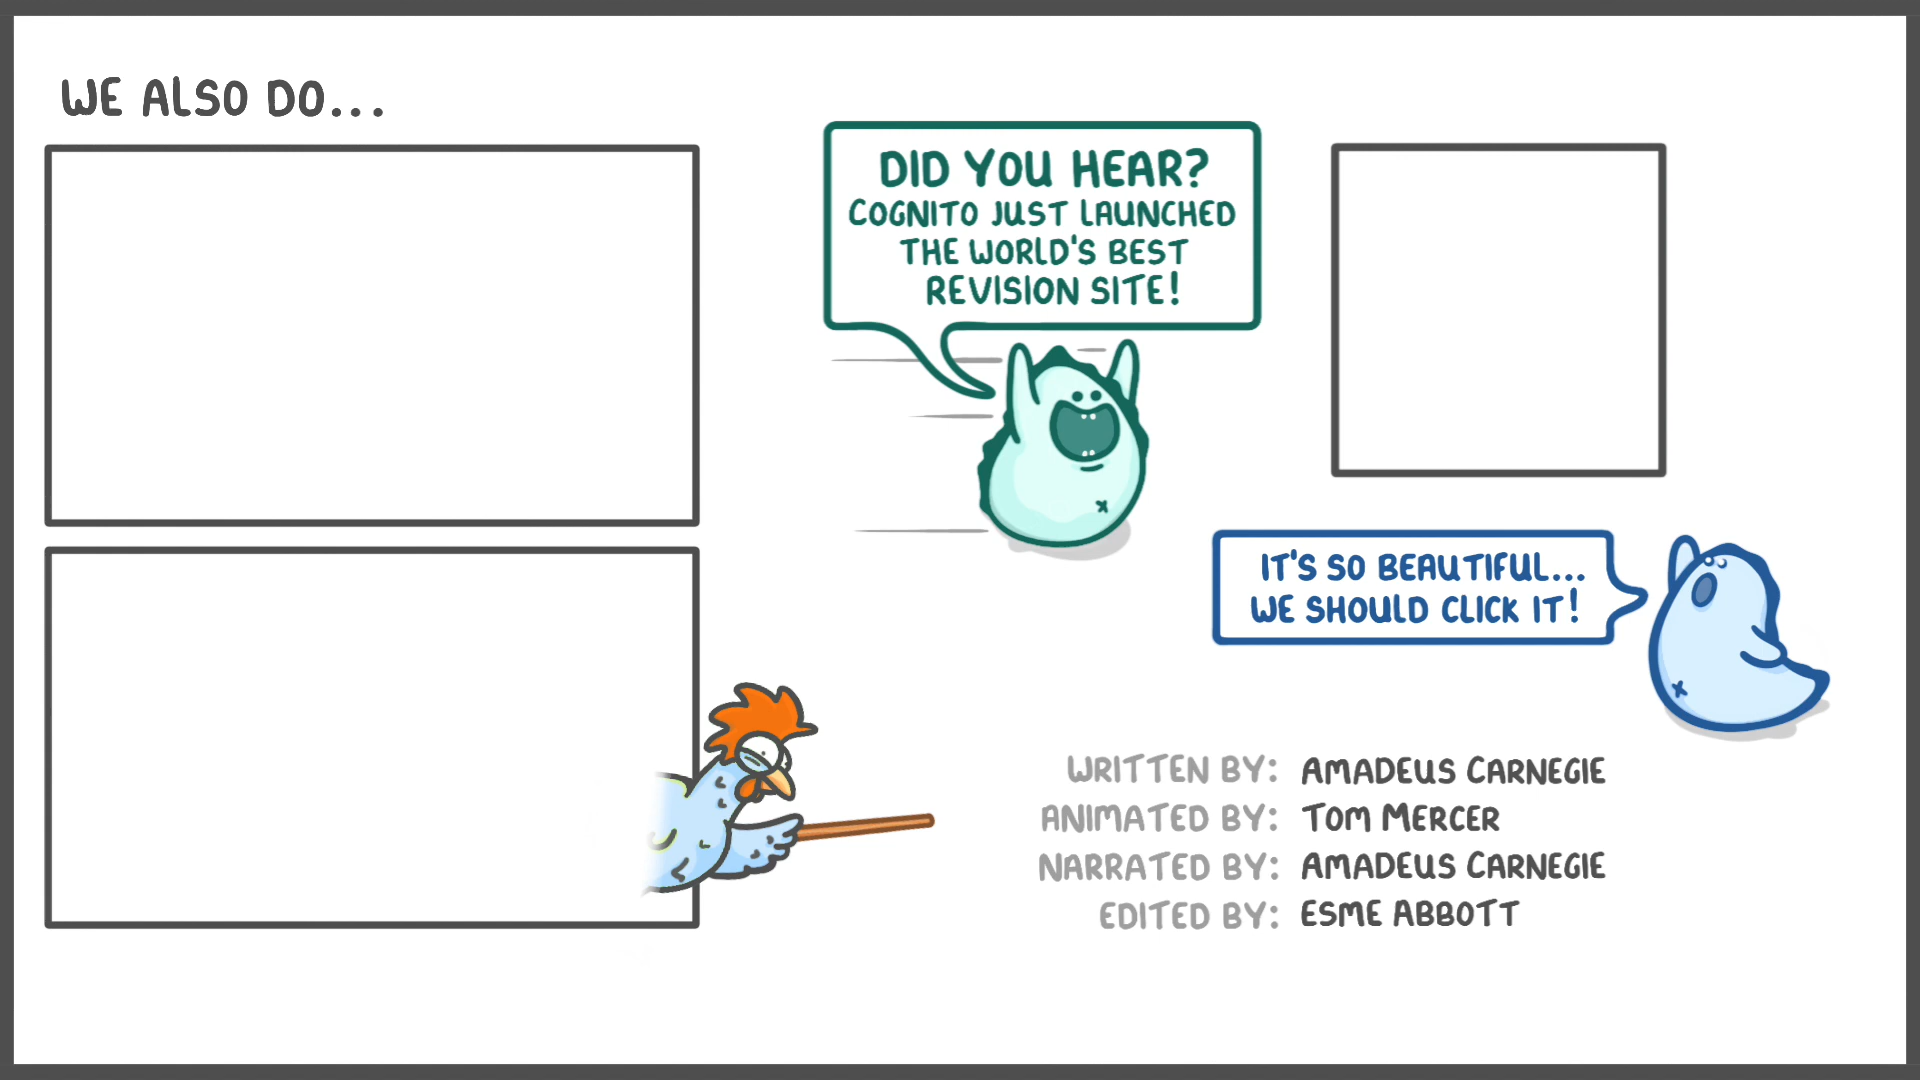 WE ALSO DO...
DID YOU HEAR?
COGNITO JUST LAUNCHED
THE WORLD'S BEST
REVISION SITE!
IT'S SO BEAUTIFUL...
WE SHOULD CLICK IT!
WRITTEN BY: AMADEUS CARNEGIE
ANIMATED BY: TOM MERCER
NARRATED BY: AMADEUS CARNEGIE
EDITED BY: ESME ABBOTT